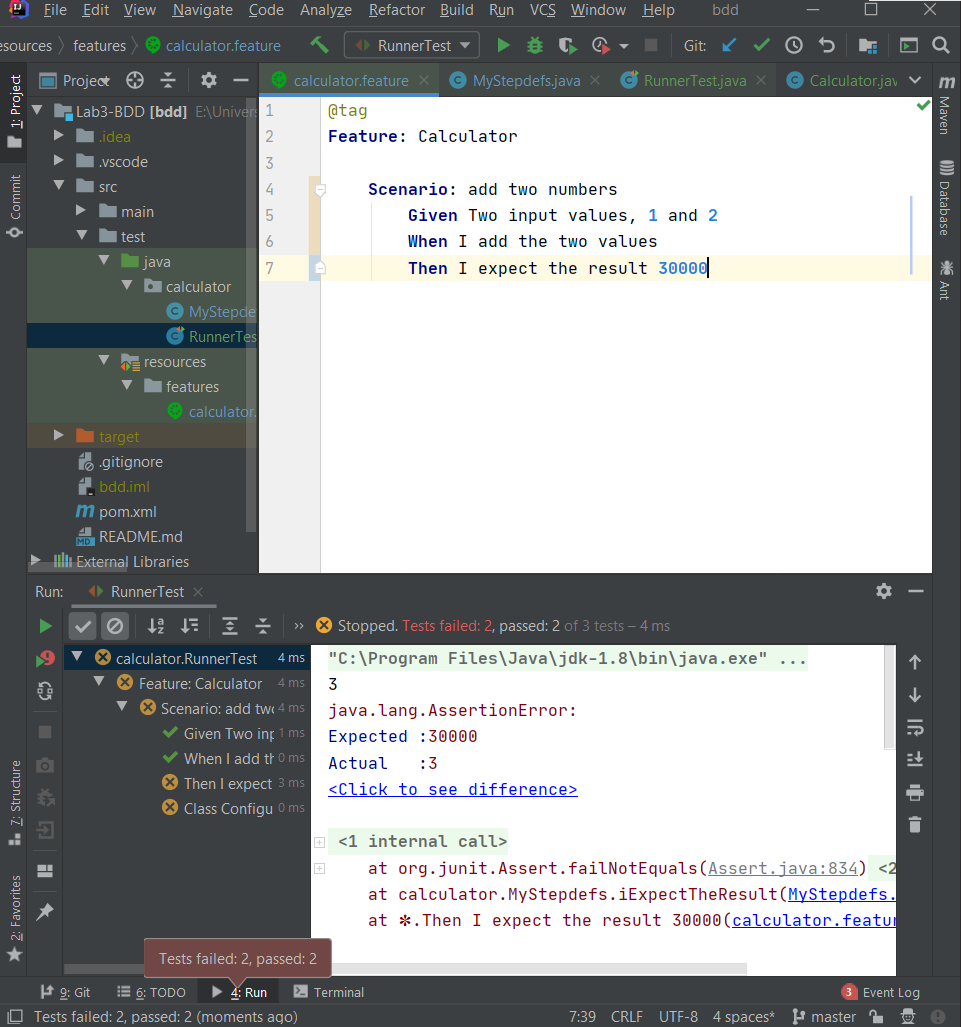 File Edit View Navigate Code Analyze Refactor Build Run VCS Window Help bdd
esources features calculator.feature RunnerTest Git:
1: Project
Commit
7: Structure
2: Favorites
Project
Lab3-BDD [bdd] E:\Univer
.idea
.vscode
src
main
test
java
calculator
MyStepde
RunnerTes
resources
features
calculator.
target
.gitignore
bdd.iml
pom.xml
README.md
External Libraries
calculator.feature MyStepdefs.java RunnerTest.java Calculator.jav
1 @tag
2 Feature: Calculator
3
4 Scenario: add two numbers
5 Given Two input values, 1 and 2
6 When I add the two values
7 Then I expect the result 30000
Maven
Database
Ant
Run: RunnerTest
Stopped. Tests failed: 2, passed: 2 of 3 tests – 4 ms
calculator.RunnerTest 4 ms
Feature: Calculator 4 ms
Scenario: add two 4 ms
Given Two inp 1 ms
When I add th 0 ms
Then I expect 3 ms
Class Configu 0 ms
"C:\Program Files\Java\jdk-1.8\bin\java.exe" ...
3
java.lang.AssertionError:
Expected :30000
Actual :3
<Click to see difference>
<1 internal call>
at org.junit.Assert.failNotEquals(Assert.java:834) <2
at calculator.MyStepdefs.iExpectTheResult(MyStepdefs.
at ✽.Then I expect the result 30000(calculator.featur
Tests failed: 2, passed: 2
9: Git 6: TODO 4: Run Terminal 3 Event Log
Tests failed: 2, passed: 2 (moments ago) 7:39 CRLF UTF-8 4 spaces* master